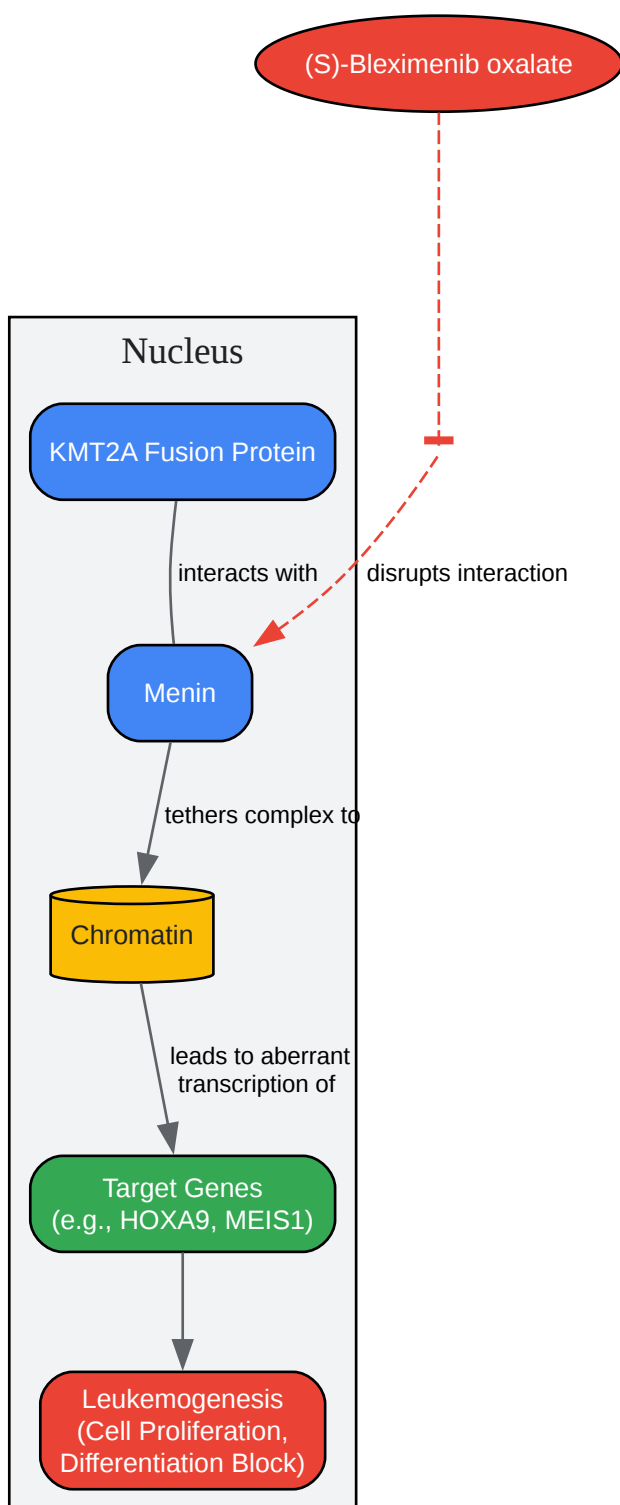 (S)-Bleximenib oxalate
Nucleus
KMT2A Fusion Protein
interacts with
disrupts interaction
Menin
tethers complex to
Chromatin
leads to aberrant
transcription of
Target Genes
(e.g., HOXA9, MEIS1)
Leukemogenesis
(Cell Proliferation,
Differentiation Block)